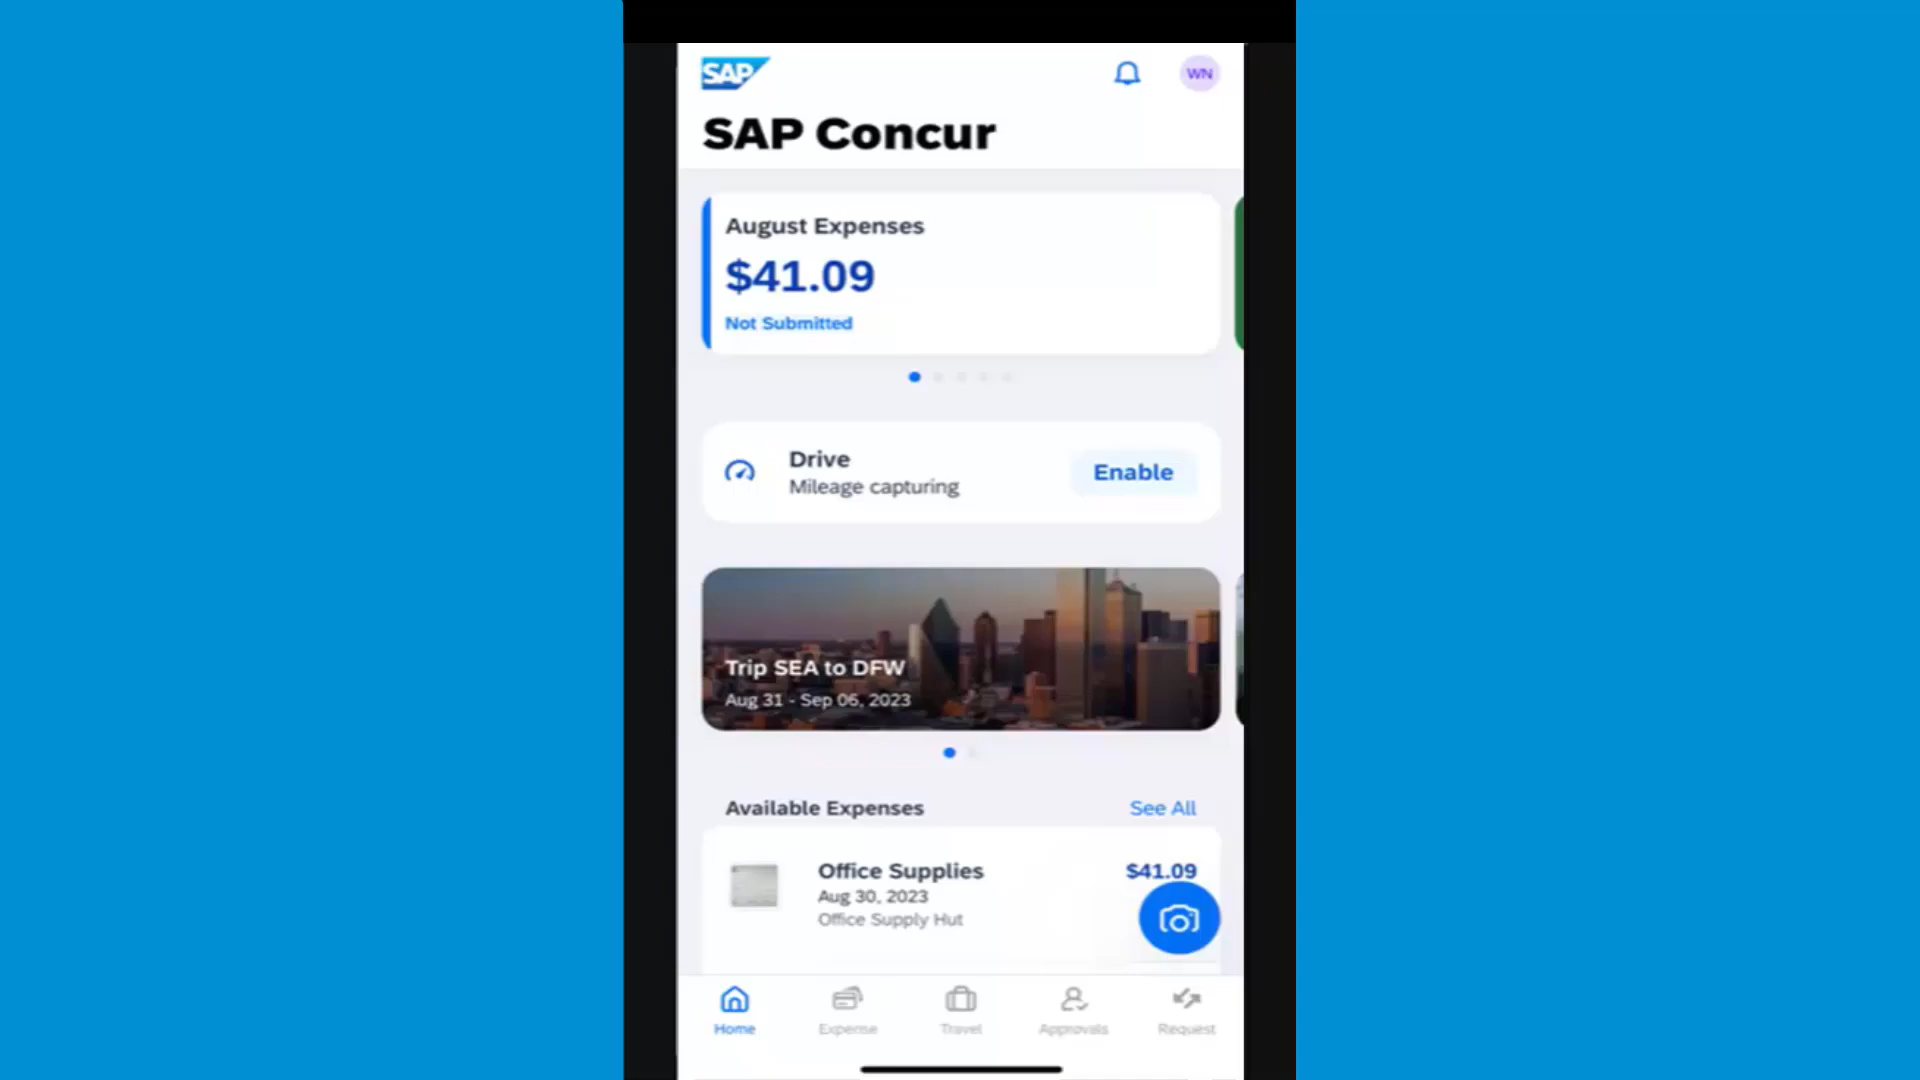 SAP
WN
SAP Concur
August Expenses
$41.09
Not Submitted
Drive
Mileage capturing
Enable
Trip SEA to DFW
Aug 31 - Sep 06, 2023
Available Expenses
See All
Office Supplies
$41.09
Aug 30, 2023
Office Supply Hut
Home
Expense
Travel
Approvals
Request